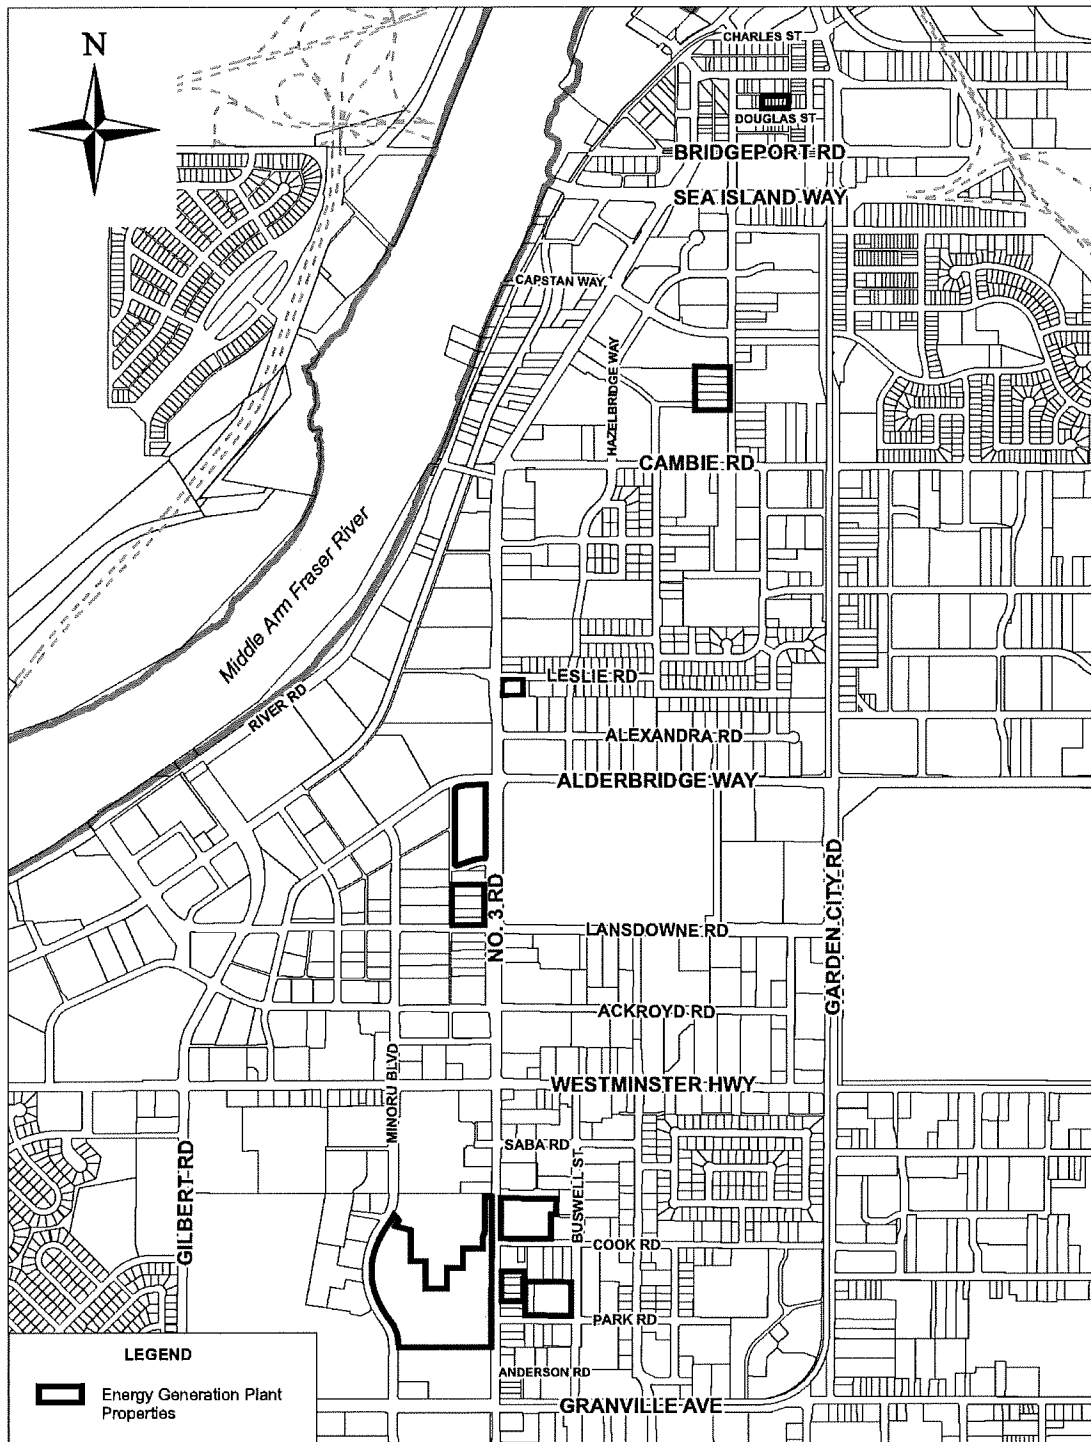 N
CHARLES ST
DOUGLAS ST
BRIDGEPORT RD
SEA ISLAND WAY
CAPSTAN WAY
HAZELBRIDGE WAY
CAMBIE RD
Middle Arm Fraser River
RIVER RD
LESLIE RD
ALEXANDRA RD
ALDERBRIDGE WAY
NO. 3 RD
GARDEN CITY RD
LANSDOWNE RD
ACKROYD RD
MINORU BLVD
WESTMINSTER HWY
GILBERT RD
SABA RD
BUSWELL ST
COOK RD
PARK RD
ANDERSON RD
GRANVILLE AVE
LEGEND
Energy Generation Plant
Properties